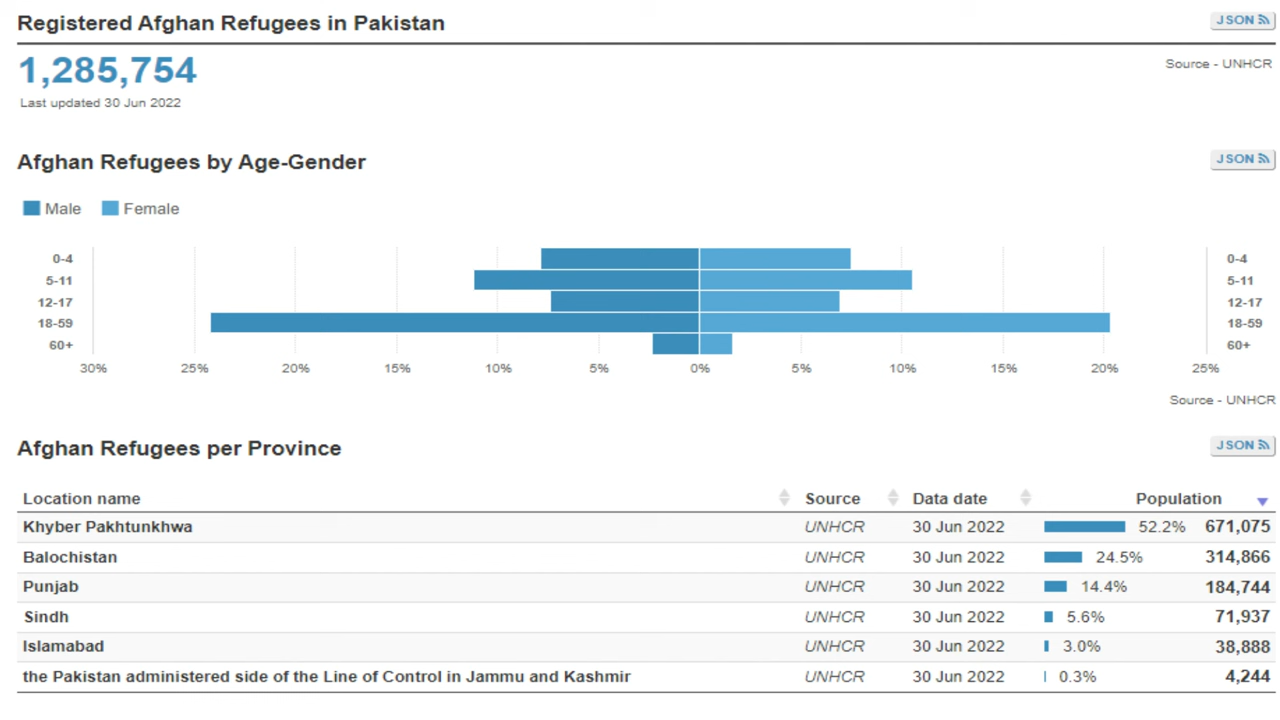 Registered Afghan Refugees in Pakistan JSON
1,285,754 Source - UNHCR
Last updated 30 Jun 2022
Afghan Refugees by Age-Gender JSON
Male Female
0-4 0-4
5-11 5-11
12-17 12-17
18-59 18-59
60+ 60+
30% 25% 20% 15% 10% 5% 0% 5% 10% 15% 20% 25%
Source - UNHCR
Afghan Refugees per Province JSON
Location name Source Data date Population
Khyber Pakhtunkhwa UNHCR 30 Jun 2022 52.2% 671,075
Balochistan UNHCR 30 Jun 2022 24.5% 314,866
Punjab UNHCR 30 Jun 2022 14.4% 184,744
Sindh UNHCR 30 Jun 2022 5.6% 71,937
Islamabad UNHCR 30 Jun 2022 3.0% 38,888
the Pakistan administered side of the Line of Control in Jammu and Kashmir UNHCR 30 Jun 2022 0.3% 4,244